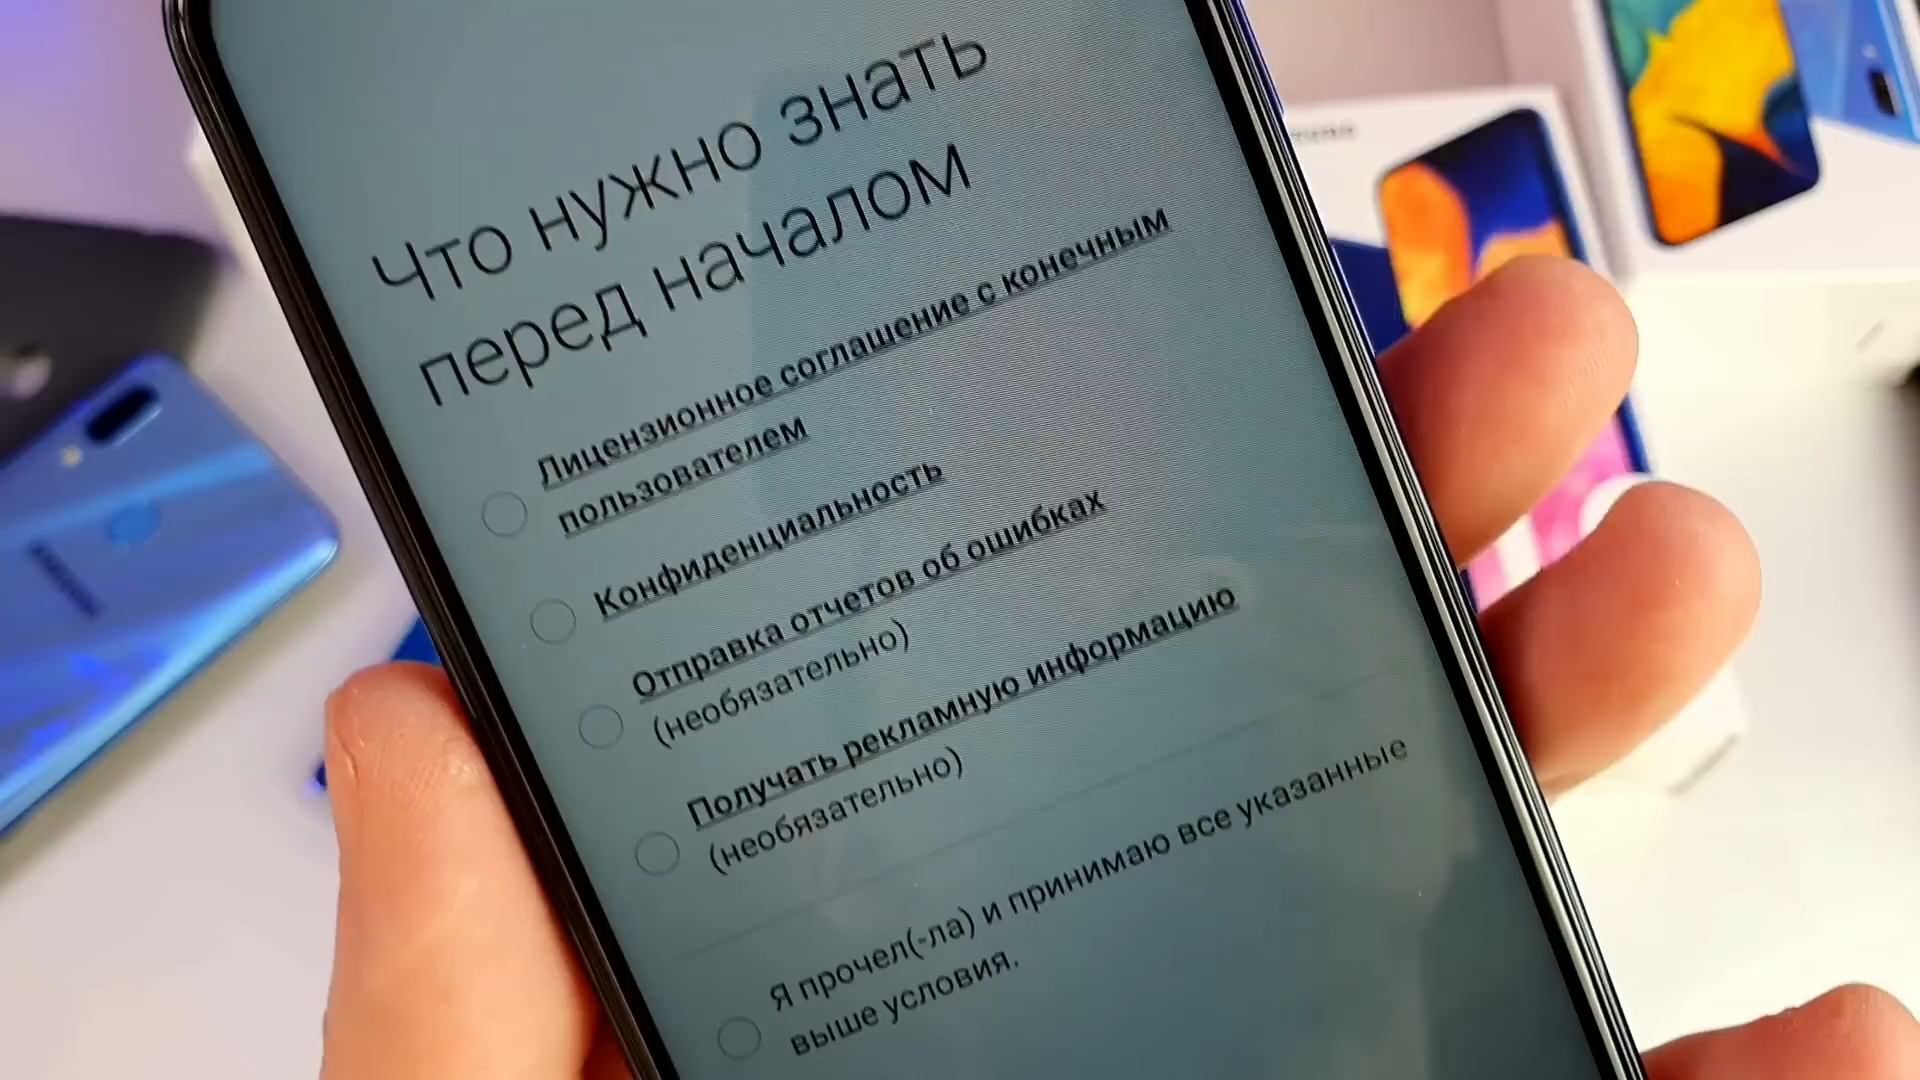 Что нужно знать
перед началом
Лицензионное соглашение с конечным
пользователем
Конфиденциальность
Отправка отчетов об ошибках
(необязательно)
Получать рекламную информацию
(необязательно)
Я прочел(-ла) и принимаю все указанные
выше условия.
SAMSUNG